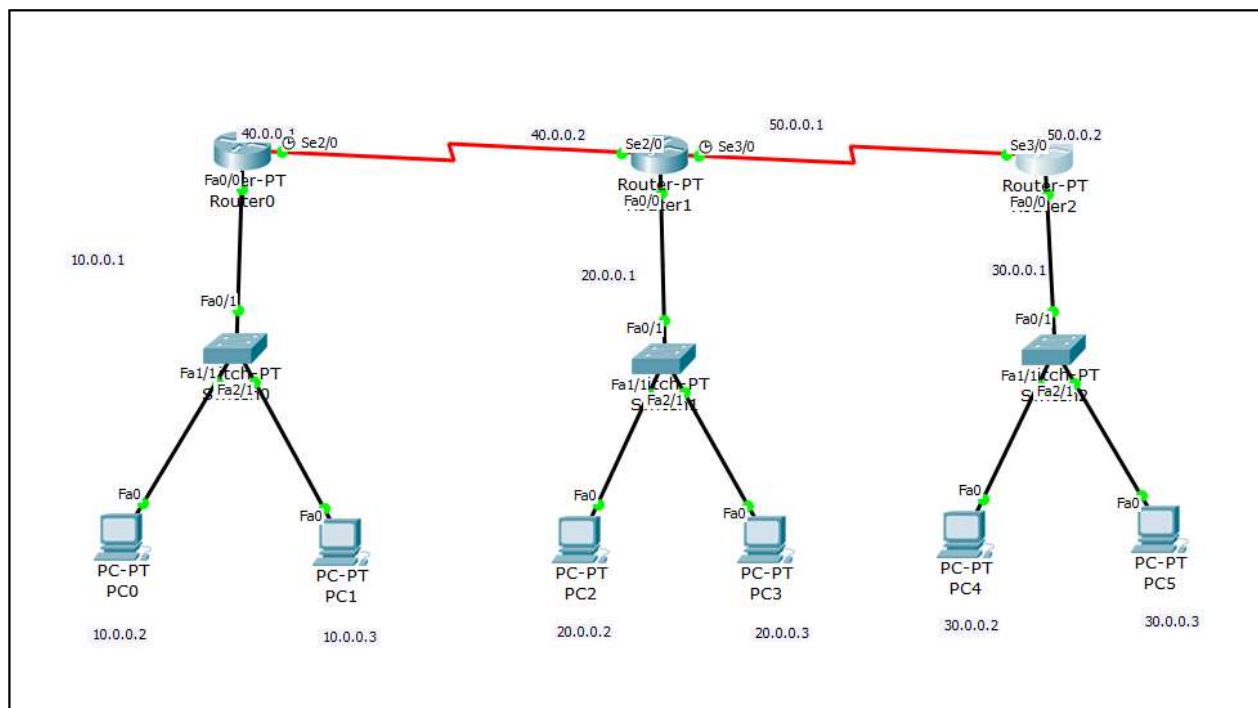 40.0.0.1
Se2/0
40.0.0.2
Se2/0
50.0.0.1
Se3/0
Se3/0
50.0.0.2
Fa0/0
Router0
Router-PT
Fa0/0
Router-PT
Fa0/0
10.0.0.1
20.0.0.1
30.0.0.1
Fa0/1
Fa0/1
Fa0/1
Fa1/1
Fa2/1
Fa1/1
Fa2/1
Fa1/1
Fa2/1
Fa0
Fa0
Fa0
Fa0
Fa0
Fa0
PC-PT
PC0
PC-PT
PC1
PC-PT
PC2
PC-PT
PC3
PC-PT
PC4
PC-PT
PC5
10.0.0.2
10.0.0.3
20.0.0.2
20.0.0.3
30.0.0.2
30.0.0.3